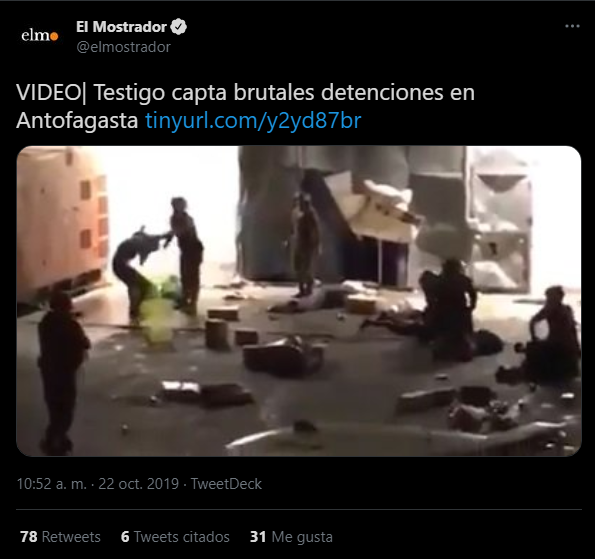 elmo
El Mostrador
@elmostrador
VIDEO| Testigo capta brutales detenciones en
Antofagasta tinyurl.com/y2yd87br
10:52 a. m. · 22 oct. 2019 · TweetDeck
78 Retweets 6 Tweets citados 31 Me gusta